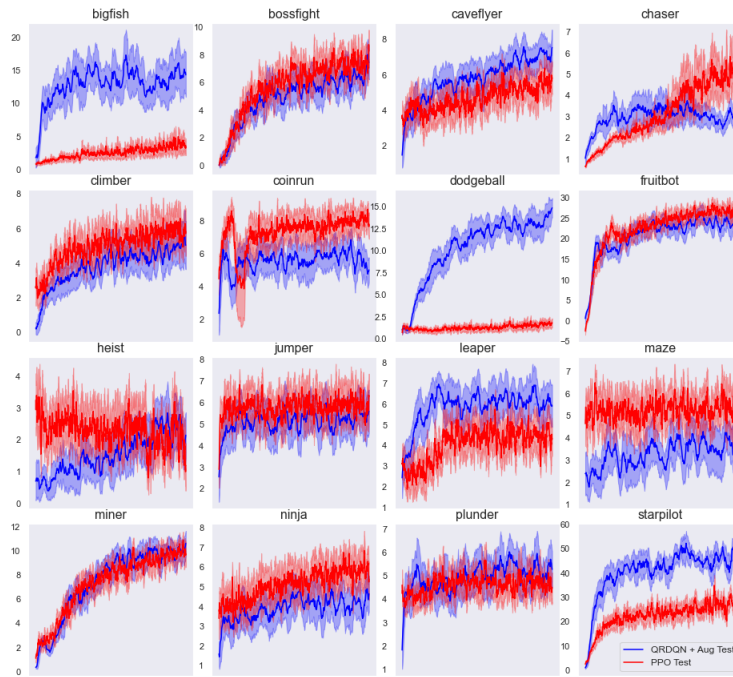 bigfish bossfight caveflyer chaser
20 15 10 5 0
10 8 6 4 2 0
8 6 4 2
7 6 5 4 3 2 1
climber coinrun dodgeball fruitbot
8 6 4 2 0
8 6 4 2
15.0 12.5 10.0 7.5 5.0 2.5 0.0
30 25 20 15 10 5 0 −5
heist jumper leaper maze
4 3 2 1 0
8 7 6 5 4 3 2
8 7 6 5 4 3 2 1
7 6 5 4 3 2 1
miner ninja plunder starpilot
12 10 8 6 4 2 0
8 7 6 5 4 3 2 1
7 6 5 4 3 2 1
60 50 40 30 20 10 0
QRDQN + Aug Test
PPO Test